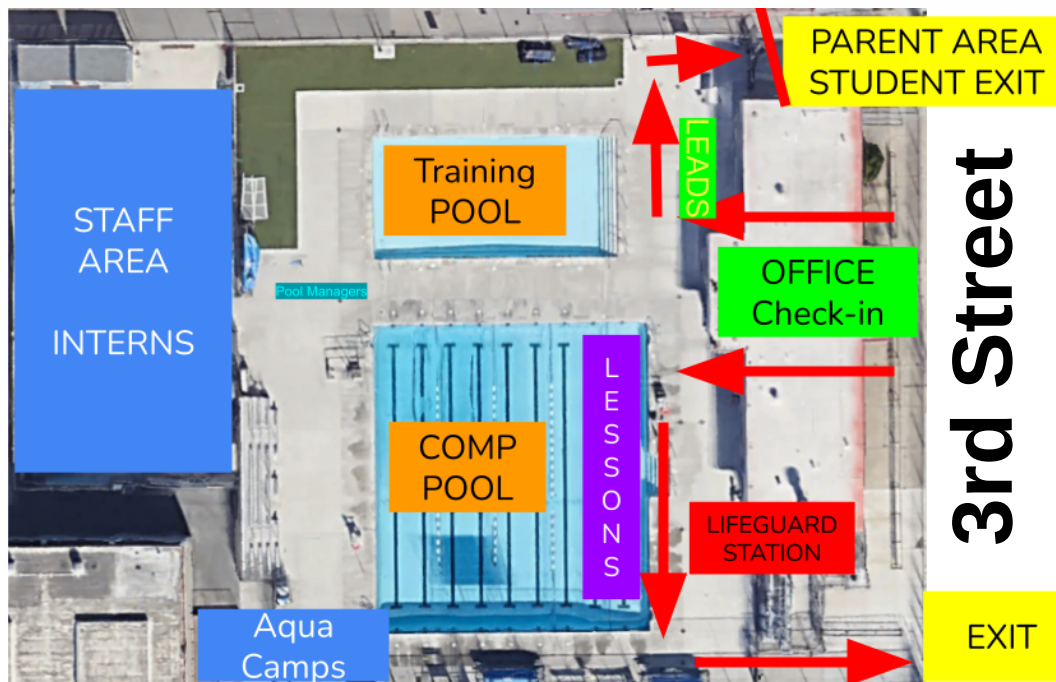 PARENT AREA
STUDENT EXIT
STAFF
AREA
INTERNS
Training
POOL
LEADS
Pool Managers
OFFICE
Check-in
3rd Street
LESSONS
COMP
POOL
LIFEGUARD
STATION
Aqua
Camps
EXIT